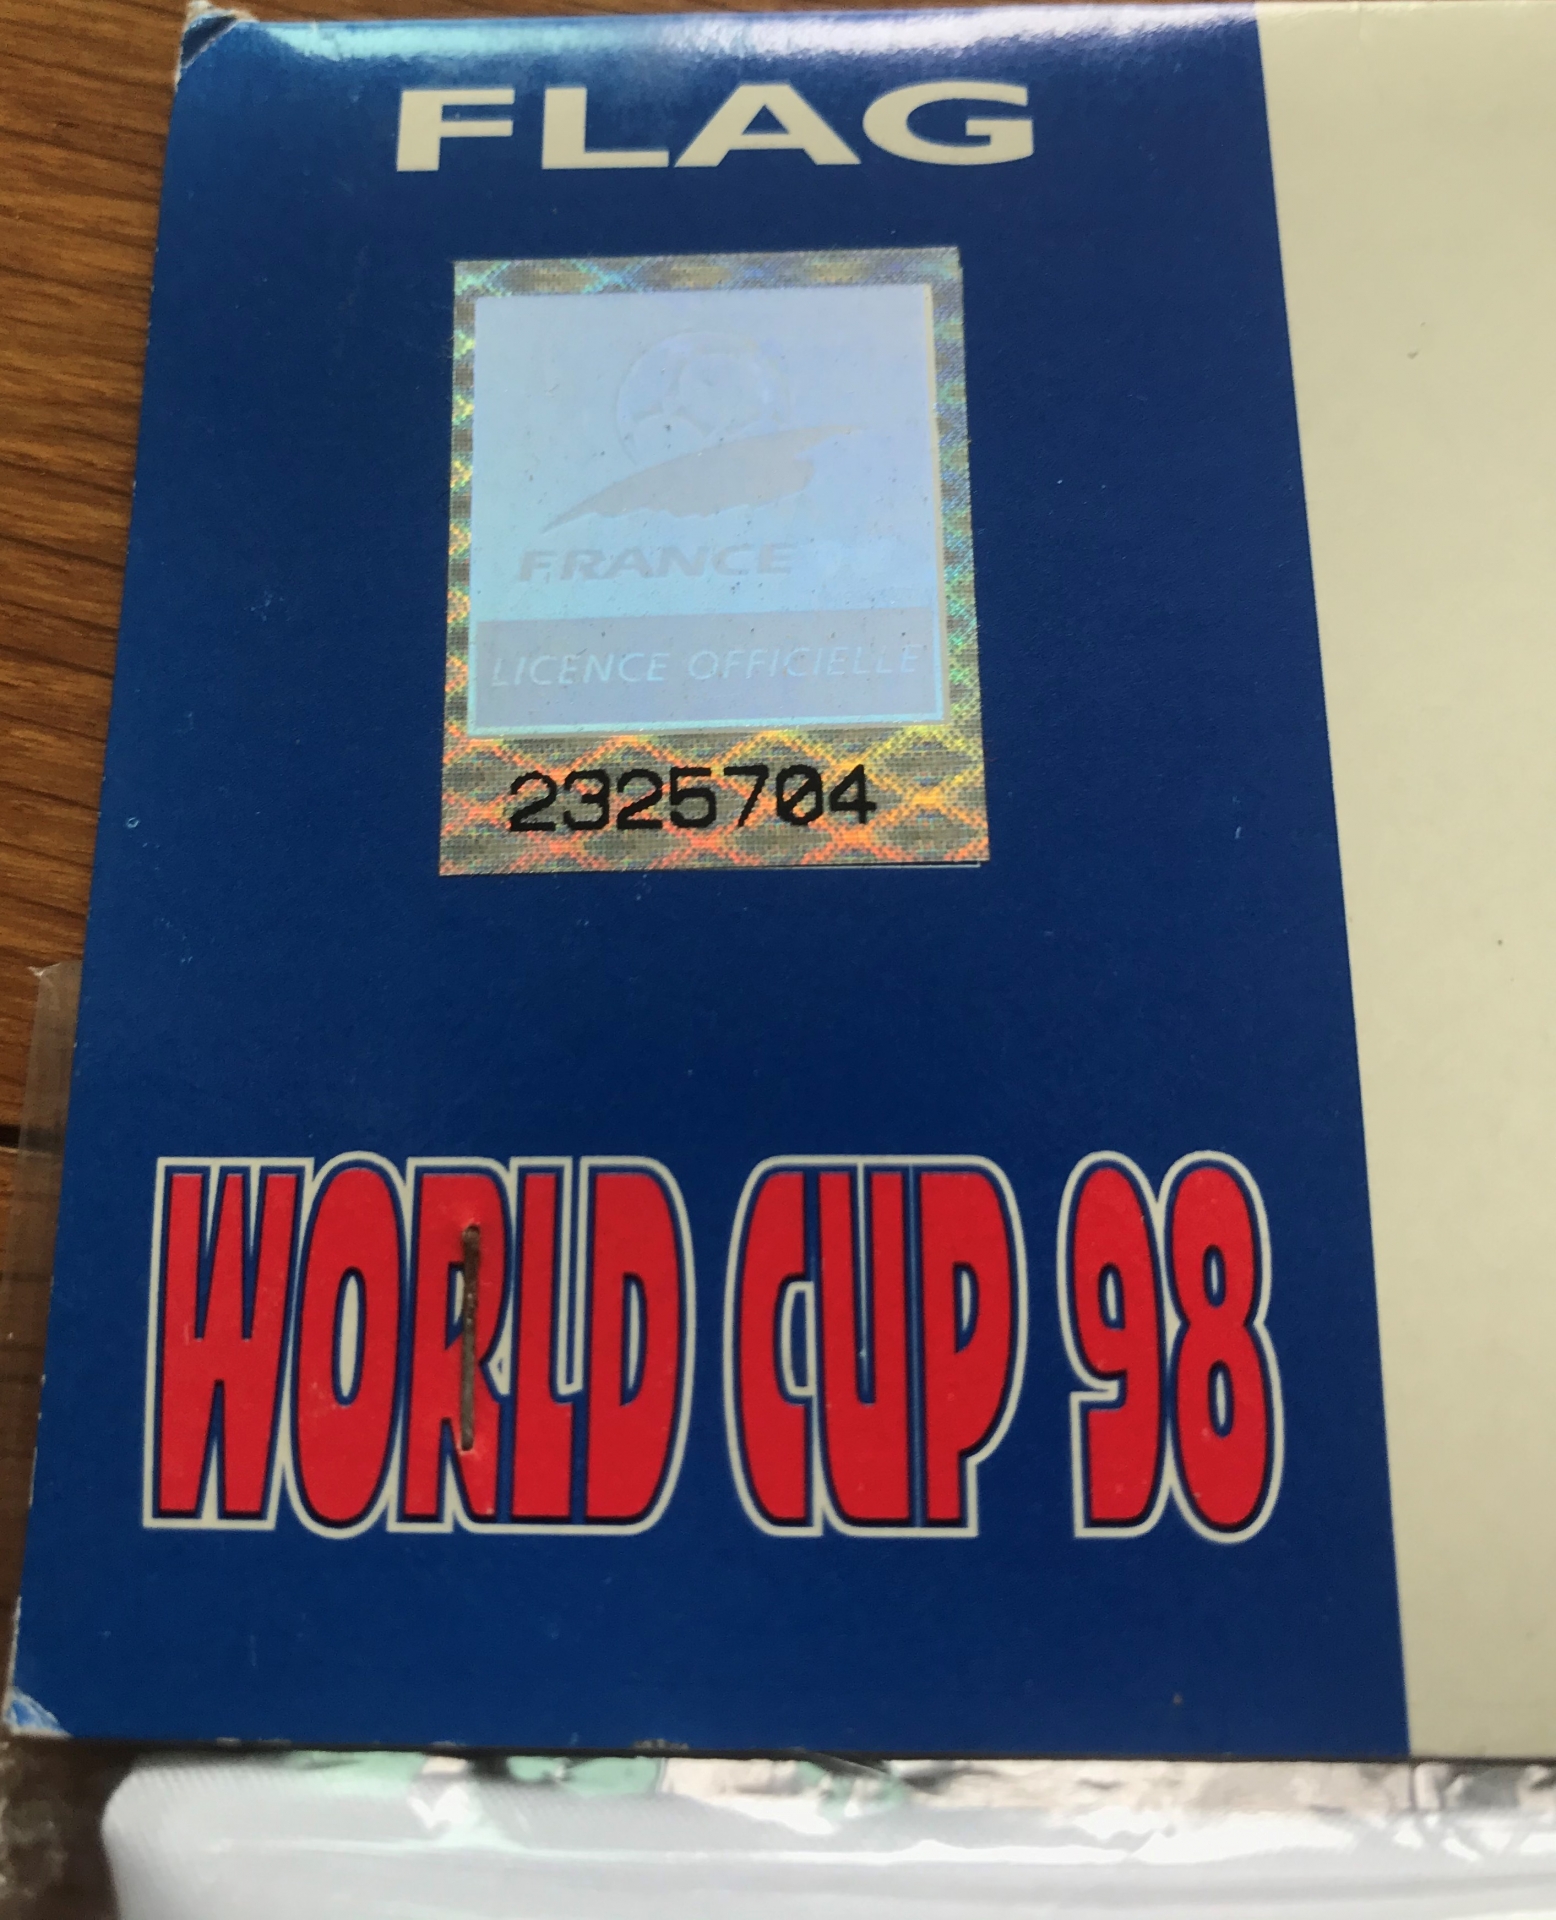 FLAG
FRANCE
LICENCE OFFICIELLE
2325704
WORLD CUP 98